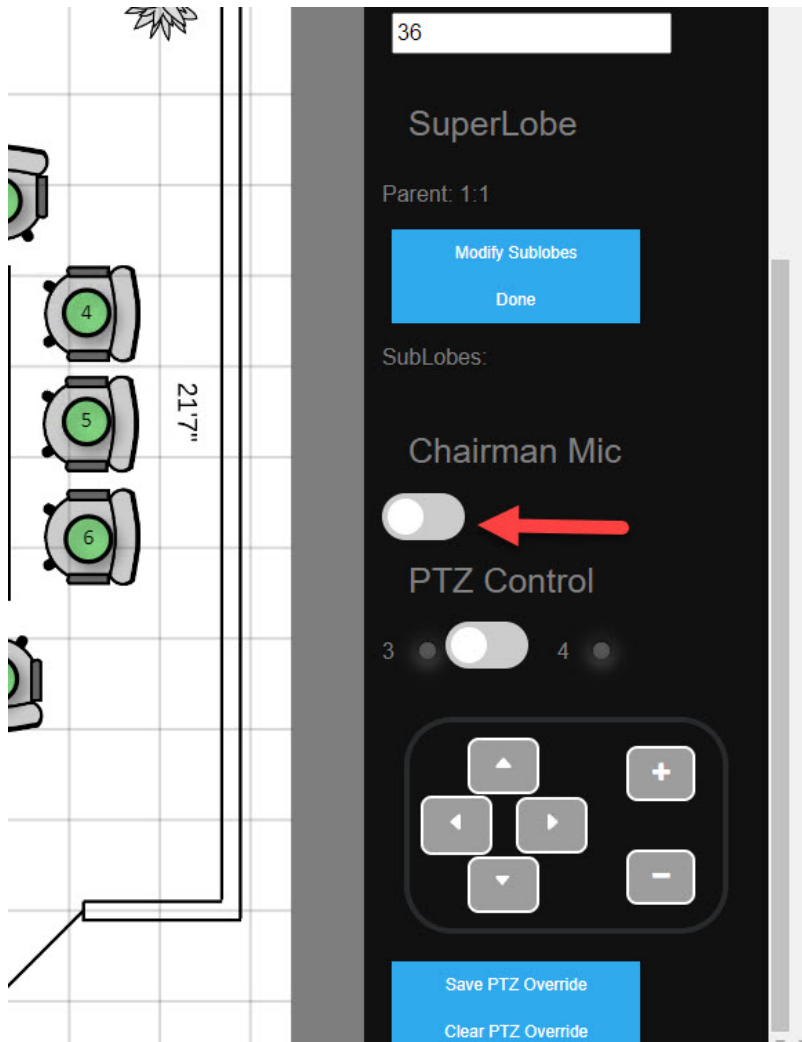 36
SuperLobe
Parent: 1:1
Modify Sublobes
Done
SubLobes:
4
5
6
21'7"
Chairman Mic
PTZ Control
3 4
+
−
Save PTZ Override
Clear PTZ Override